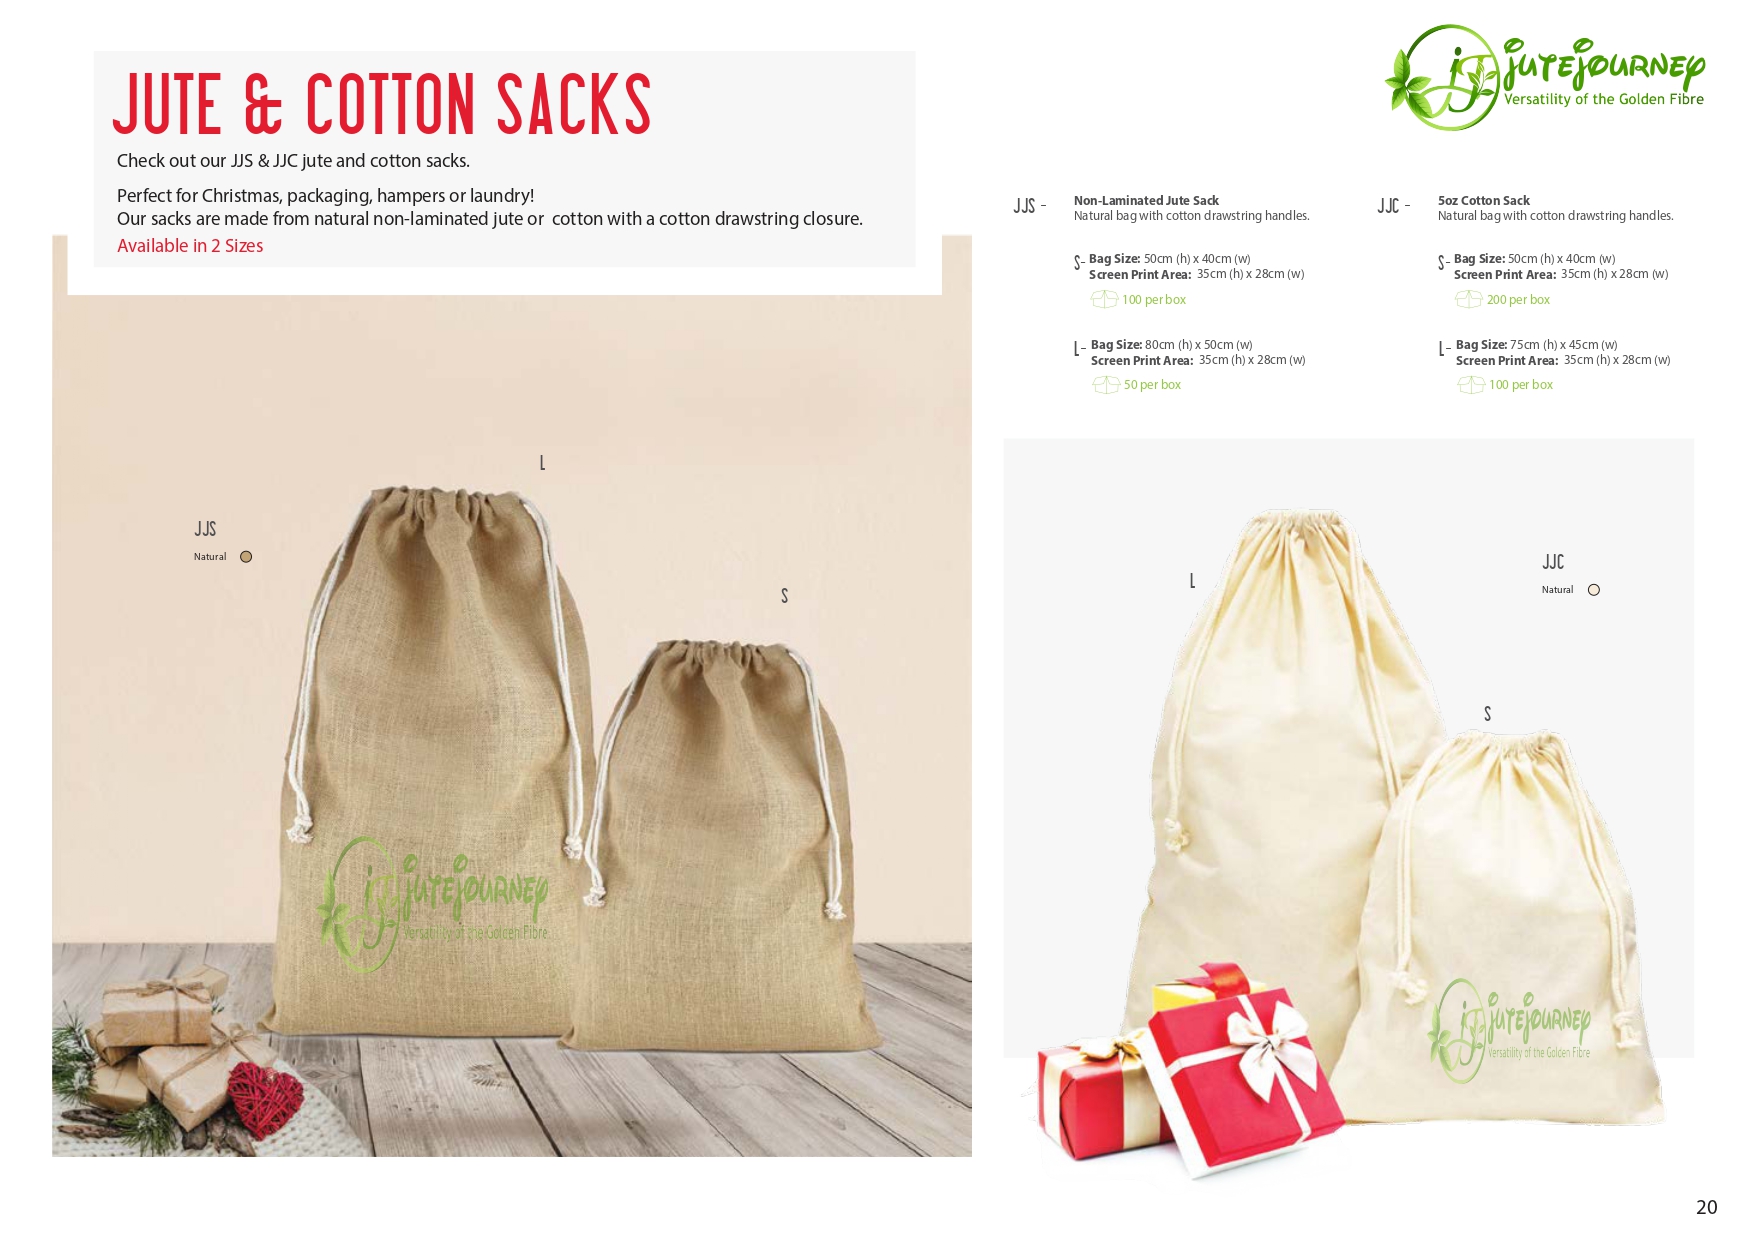 JUTE & COTTON SACKS
Check out our JJS & JJC jute and cotton sacks.
Perfect for Christmas, packaging, hampers or laundry!
Our sacks are made from natural non-laminated jute or cotton with a cotton drawstring closure.
Available in 2 Sizes
JUTEJOURNEY
Versatility of the Golden Fibre
JJS - Non-Laminated Jute Sack
Natural bag with cotton drawstring handles.
S- Bag Size: 50cm (h) x 40cm (w)
Screen Print Area: 35cm (h) x 28cm (w)
100 per box
L- Bag Size: 80cm (h) x 50cm (w)
Screen Print Area: 35cm (h) x 28cm (w)
50 per box
JJC - 5oz Cotton Sack
Natural bag with cotton drawstring handles.
S- Bag Size: 50cm (h) x 40cm (w)
Screen Print Area: 35cm (h) x 28cm (w)
200 per box
L- Bag Size: 75cm (h) x 45cm (w)
Screen Print Area: 35cm (h) x 28cm (w)
100 per box
L
JJS
Natural
S
JUTEJOURNEY
Versatility of the Golden Fibre
L
JJC
Natural
S
JUTEJOURNEY
Versatility of the Golden Fibre
20